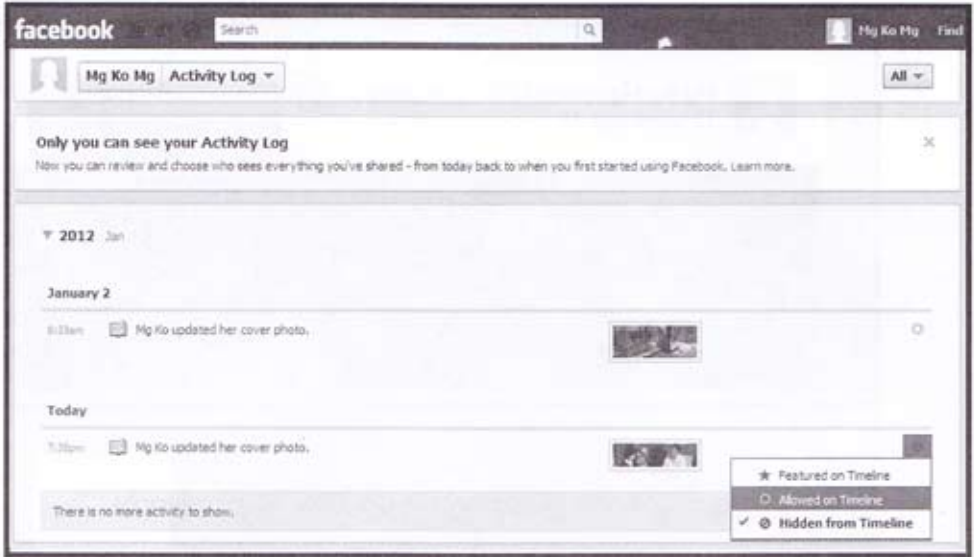 facebook Search Mg Ko Mg Find
Mg Ko Mg Activity Log All
Only you can see your Activity Log
Now you can review and choose who sees everything you've shared - from today back to when you first started using Facebook. Learn more.
2012 Jan
January 2
Mg Ko updated her cover photo.
Today
Mg Ko updated her cover photo.
Featured on Timeline
Allowed on Timeline
There is no more activity to show.
Hidden from Timeline